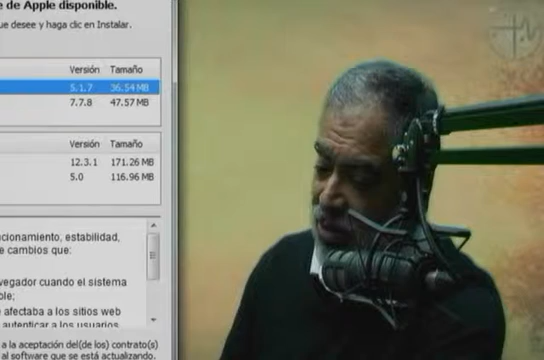 e de Apple disponible.
ue desee y haga clic en Instalar.
Versión Tamaño
5.1.7 36.54 MB
7.7.8 47.57 MB
Versión Tamaño
12.3.1 171.26 MB
5.0 116.96 MB
cionamiento, estabilidad,
e cambios que:
vegador cuando el sistema
ble;
e afectaba a los sitios web
autenticar a los usuarios
a la aceptación del(de los) contrato(s)
al software que se está actualizando.